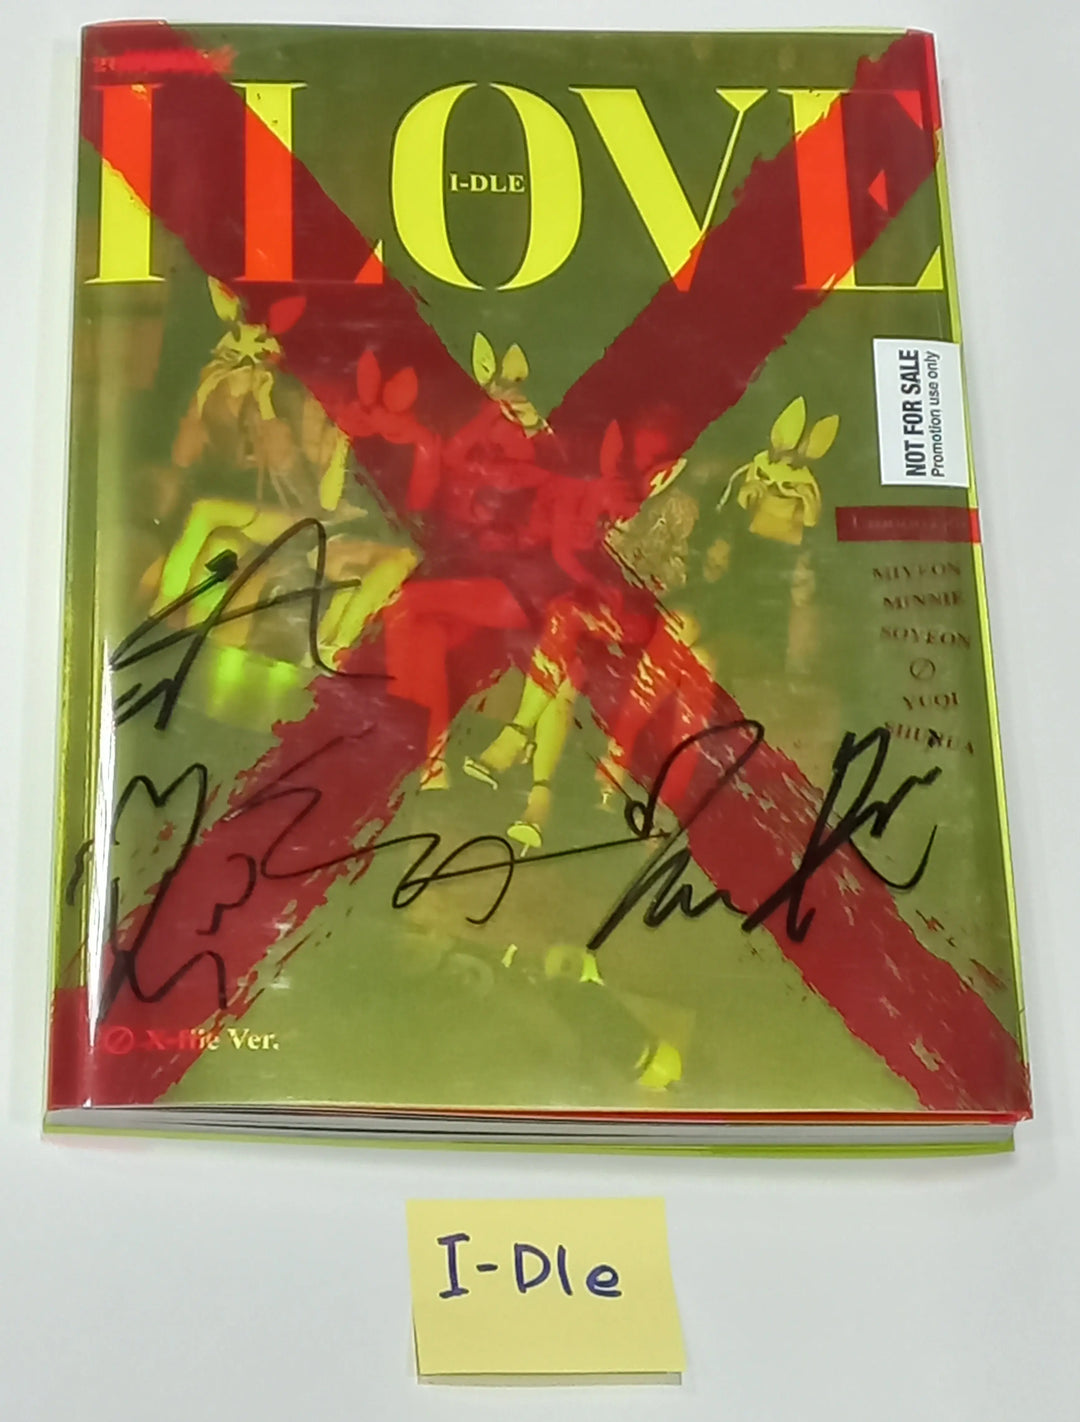 I LOVE
I-DLE
NOT FOR SALE
Promotion use only
MIYEON
MINNIE
SOYEON
YUQI
SHUHUA
X-file Ver.
I-Dle